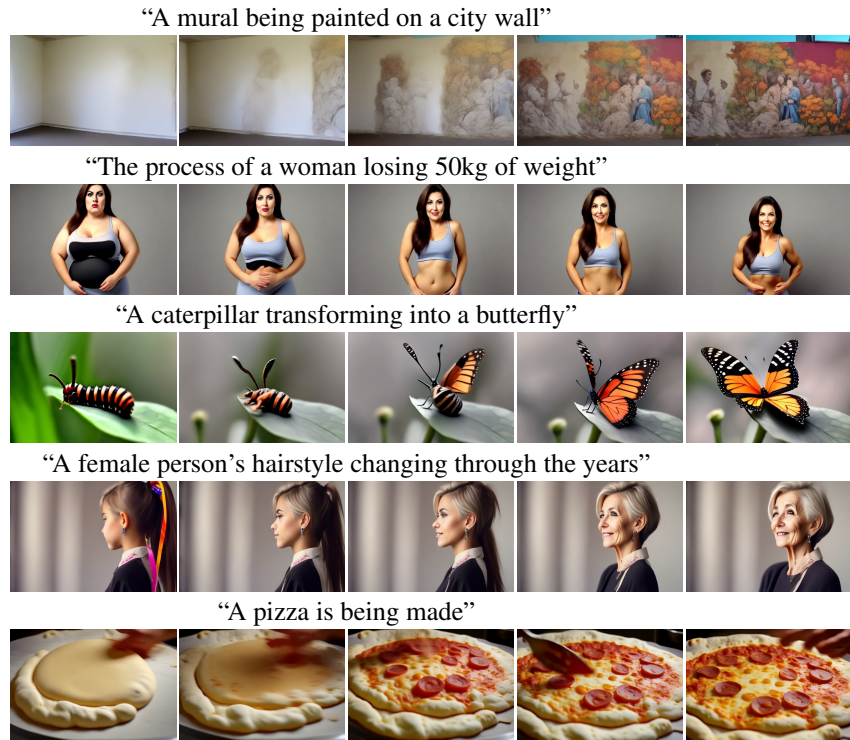 “A mural being painted on a city wall”
“The process of a woman losing 50kg of weight”
“A caterpillar transforming into a butterfly”
“A female person’s hairstyle changing through the years”
“A pizza is being made”